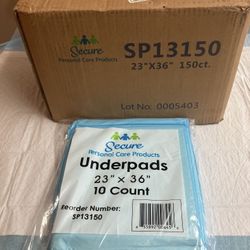 Secure
Personal Care Products
SP13150
23"X36" 150ct.
Lot No. 0005403
Secure
Personal Care Products
Underpads
23" x 36"
10 Count
Reorder Number:
SP13150